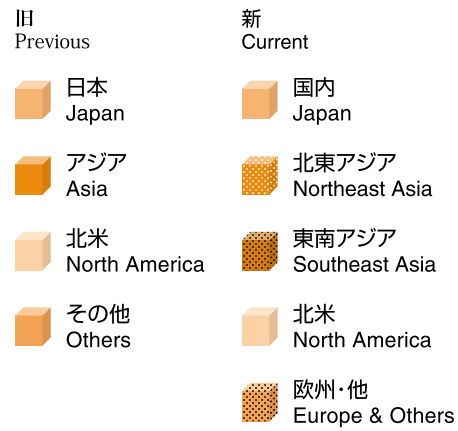 旧
Previous
日本
Japan
アジア
Asia
北米
North America
その他
Others
新
Current
国内
Japan
北東アジア
Northeast Asia
東南アジア
Southeast Asia
北米
North America
欧州・他
Europe & Others